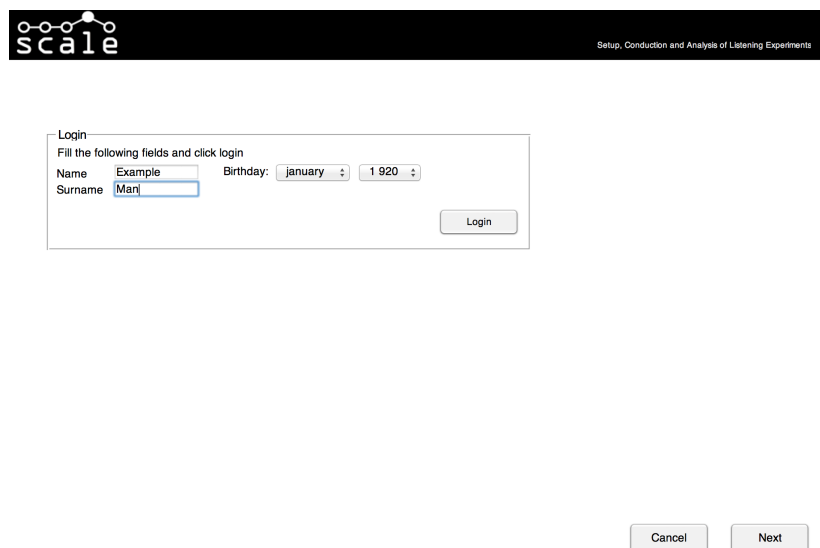 scale
Setup, Conduction and Analysis of Listening Experiments
Login
Fill the following fields and click login
Name Example Birthday: january 1 920
Surname Man
Login
Cancel Next